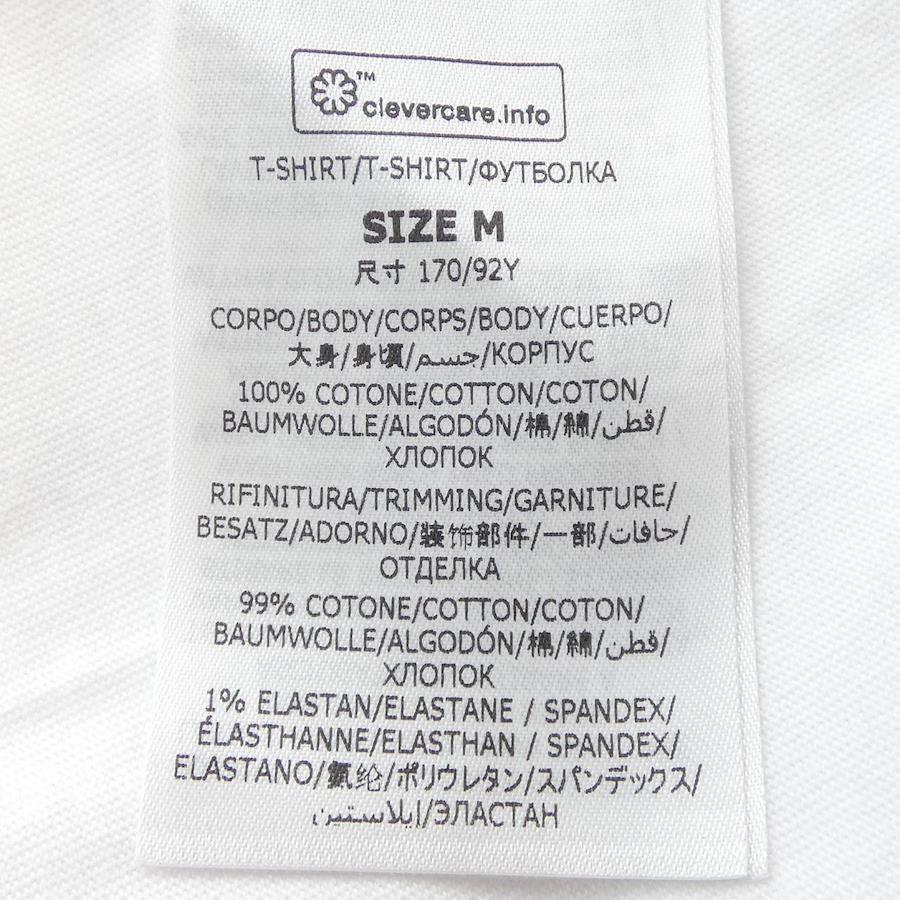 ™ clevercare.info
T-SHIRT/T-SHIRT/ФУТБОЛКА
SIZE M
尺寸 170/92Y
CORPO/BODY/CORPS/BODY/CUERPO/
大身/身頃/جسم/КОРПУС
100% COTONE/COTTON/COTON/
BAUMWOLLE/ALGODÓN/棉/綿/قطن/
ХЛОПОК
RIFINITURA/TRIMMING/GARNITURE/
BESATZ/ADORNO/装饰部件/一部/حافات/
ОТДЕЛКА
99% COTONE/COTTON/COTON/
BAUMWOLLE/ALGODÓN/棉/綿/قطن/
ХЛОПОК
1% ELASTAN/ELASTANE / SPANDEX/
ÉLASTHANNE/ELASTHAN / SPANDEX/
ELASTANO/氨纶/ポリウレタン/スパンデックス/
إيلاستين/ЭЛАСТАН